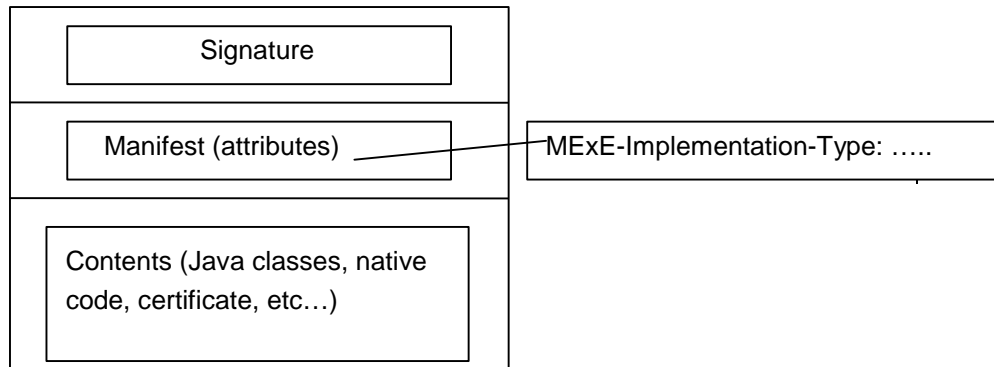 Signature
Manifest (attributes)
MExE-Implementation-Type: …..
Contents (Java classes, native
code, certificate, etc…)